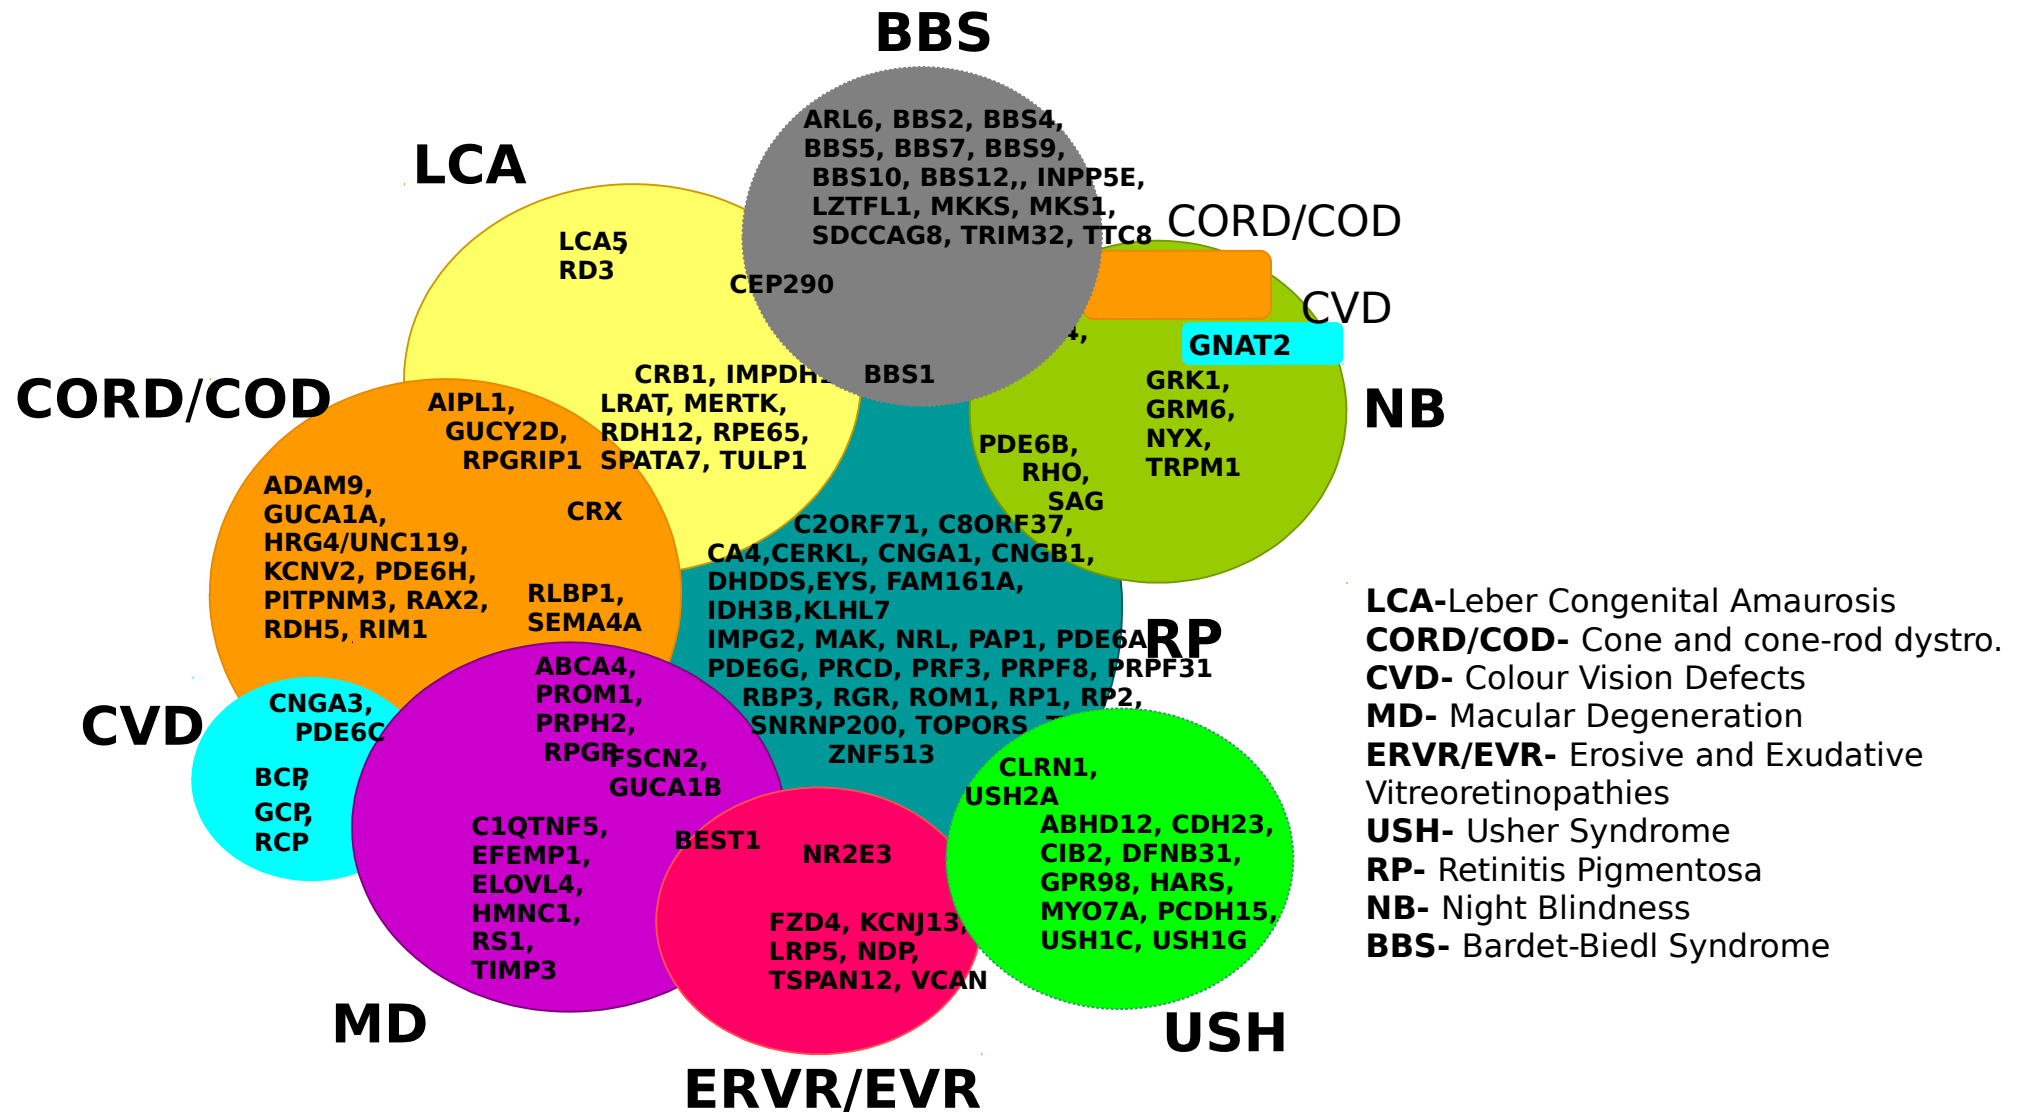 BBS
ARL6, BBS2, BBS4,
BBS5, BBS7, BBS9,
BBS10, BBS12,, INPP5E,
LZTFL1, MKKS, MKS1,
SDCCAG8, TRIM32, TTC8
CEP290
BBS1
LCA
LCA5,
RD3
CRB1, IMPDH1
LRAT, MERTK,
RDH12, RPE65,
SPATA7, TULP1
CORD/COD
CVD
GNAT2
4,
NB
GRK1,
GRM6,
NYX,
TRPM1
PDE6B,
RHO,
SAG
CORD/COD
AIPL1,
GUCY2D,
RPGRIP1
CRX
ADAM9,
GUCA1A,
HRG4/UNC119,
KCNV2, PDE6H,
PITPNM3, RAX2,
RDH5, RIM1
RLBP1,
SEMA4A
RP
C2ORF71, C8ORF37,
CA4,CERKL, CNGA1, CNGB1,
DHDDS,EYS, FAM161A,
IDH3B,KLHL7
IMPG2, MAK, NRL, PAP1, PDE6A
PDE6G, PRCD, PRF3, PRPF8, PRPF31
RBP3, RGR, ROM1, RP1, RP2,
SNRNP200, TOPORS
ZNF513
CVD
CNGA3,
PDE6C
BCP,
GCP,
RCP
MD
ABCA4,
PROM1,
PRPH2,
RPGR
FSCN2,
GUCA1B
C1QTNF5,
EFEMP1,
ELOVL4,
HMNC1,
RS1,
TIMP3
BEST1
NR2E3
FZD4, KCNJ13,
LRP5, NDP,
TSPAN12, VCAN
ERVR/EVR
CLRN1,
USH2A
ABHD12, CDH23,
CIB2, DFNB31,
GPR98, HARS,
MYO7A, PCDH15,
USH1C, USH1G
USH
LCA-Leber Congenital Amaurosis
CORD/COD- Cone and cone-rod dystro.
CVD- Colour Vision Defects
MD- Macular Degeneration
ERVR/EVR- Erosive and Exudative
Vitreoretinopathies
USH- Usher Syndrome
RP- Retinitis Pigmentosa
NB- Night Blindness
BBS- Bardet-Biedl Syndrome